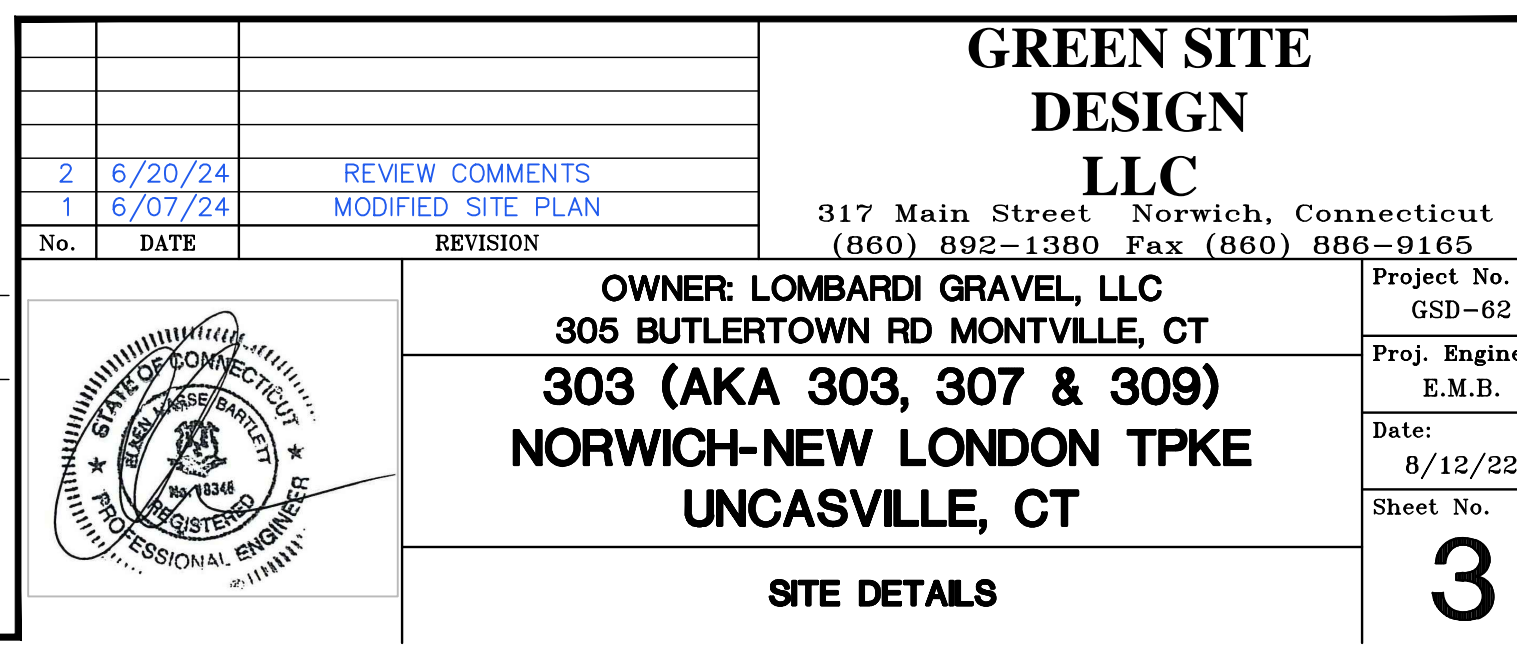 2 6/20/24 REVIEW COMMENTS
1 6/07/24 MODIFIED SITE PLAN
No. DATE REVISION
GREEN SITE
DESIGN
LLC
317 Main Street Norwich, Connecticut
(860) 892-1380 Fax (860) 886-9165
STATE OF CONNECTICUT
BARTLETT
No. 18348
REGISTERED
PROFESSIONAL ENGINEER
OWNER: LOMBARDI GRAVEL, LLC
305 BUTLERTOWN RD MONTVILLE, CT
303 (AKA 303, 307 & 309)
NORWICH-NEW LONDON TPKE
UNCASVILLE, CT
SITE DETAILS
Project No.
GSD-62
Proj. Engine
E.M.B.
Date:
8/12/22
Sheet No.
3